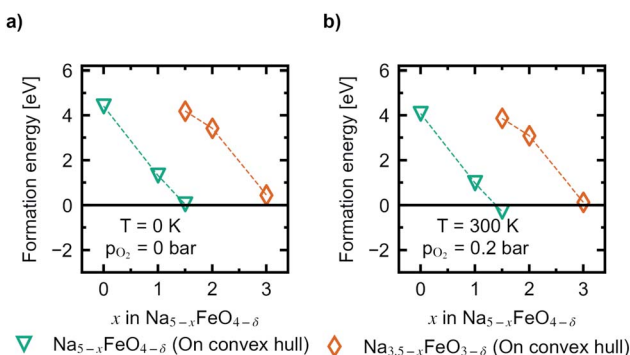 a)
b)
Formation energy [eV]
6
4
2
0
−2
T = 0 K
pO₂ = 0 bar
0 1 2 3
x in Na₅₋ₓFeO₄₋δ
Formation energy [eV]
6
4
2
0
−2
T = 300 K
pO₂ = 0.2 bar
0 1 2 3
x in Na₅₋ₓFeO₄₋δ
Na₅₋ₓFeO₄₋δ (On convex hull)
Na₃.₅₋ₓFeO₃₋δ (On convex hull)